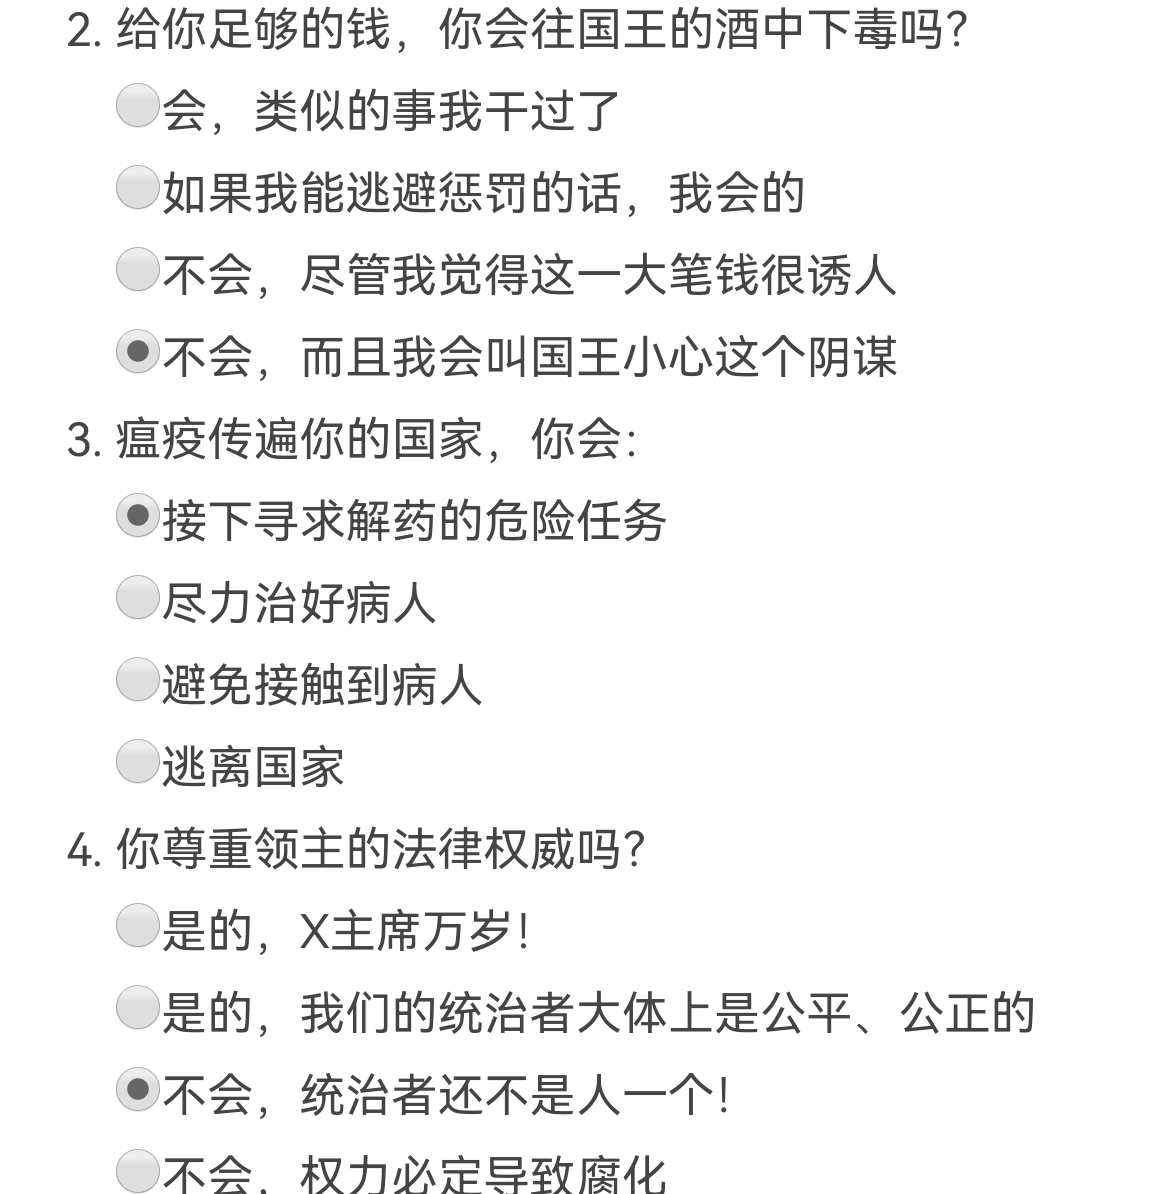 2. 给你足够的钱，你会往国王的酒中下毒吗？
会，类似的事我干过了
如果我能逃避惩罚的话，我会的
不会，尽管我觉得这一大笔钱很诱人
不会，而且我会叫国王小心这个阴谋
3. 瘟疫传遍你的国家，你会：
接下寻求解药的危险任务
尽力治好病人
避免接触到病人
逃离国家
4. 你尊重领主的法律权威吗？
是的，X主席万岁！
是的，我们的统治者大体上是公平、公正的
不会，统治者还不是人一个！
不会，权力必定导致腐化